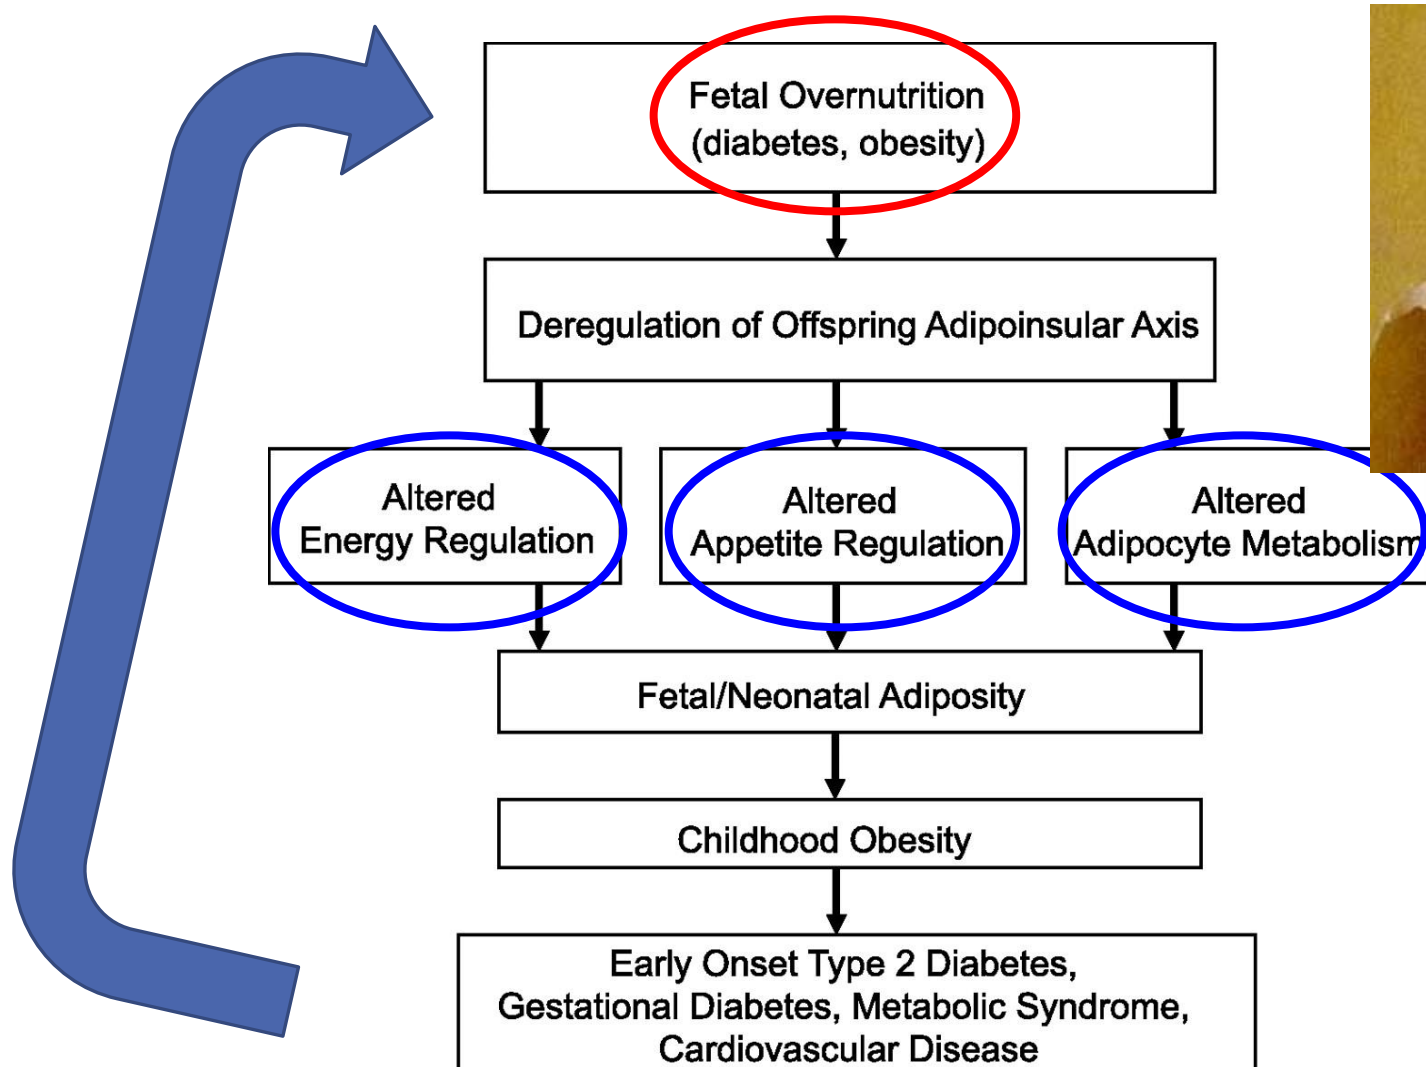 Fetal Overnutrition
(diabetes, obesity)
Deregulation of Offspring Adipoinsular Axis
Altered
Energy Regulation
Altered
Appetite Regulation
Altered
Adipocyte Metabolism
Fetal/Neonatal Adiposity
Childhood Obesity
Early Onset Type 2 Diabetes,
Gestational Diabetes, Metabolic Syndrome,
Cardiovascular Disease